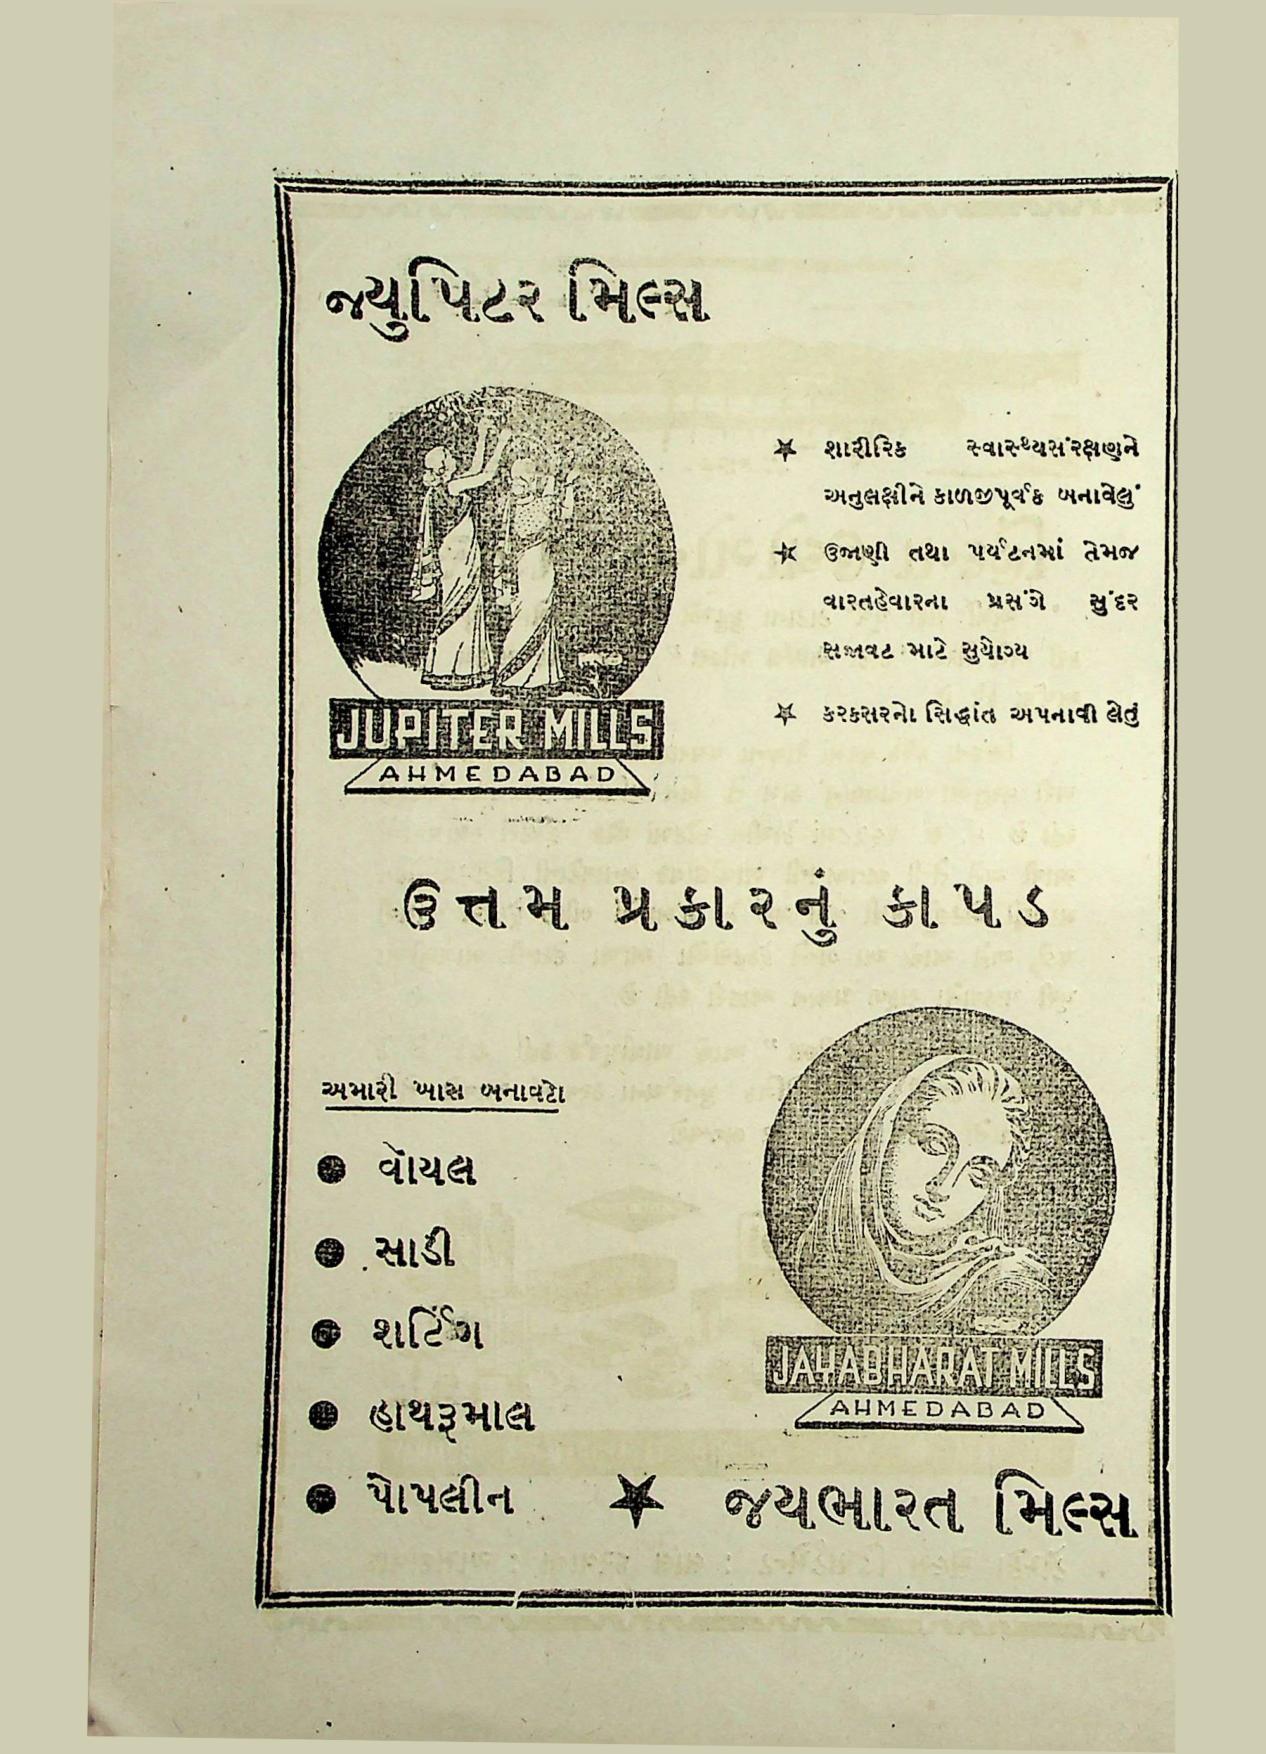 જ્યુપિટર મિલ્સ
શારીરિક સ્વાસ્થ્યસંરક્ષણને
અનુલક્ષીને કાળજીપૂર્વક બનાવેલું
ઉજાણી તથા પર્યટનમાં તેમજ
વારતહેવારના પ્રસંગે સુંદર
સજાવટ માટે સુયોગ્ય
કરકસરનો સિદ્ધાંત અપનાવી લેતું
JUPITER MILLS
AHMEDABAD
ઉત્તમ પ્રકારનું કાપડ
અમારી ખાસ બનાવટો
વોયલ
સાડી
શર્ટિંગ
હાથરૂમાલ
પોપલીન
JAYABHARAT MILLS
AHMEDABAD
જયભારત મિલ્સ